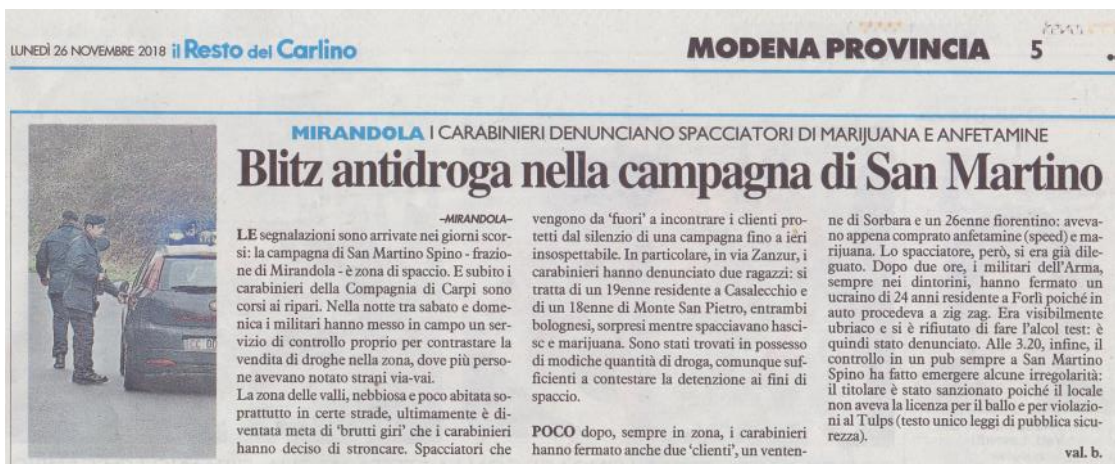 LUNEDÌ 26 NOVEMBRE 2018 il Resto del Carlino
MODENA PROVINCIA 5
MIRANDOLA I CARABINIERI DENUNCIANO SPACCIATORI DI MARIJUANA E ANFETAMINE
Blitz antidroga nella campagna di San Martino
–MIRANDOLA–
LE segnalazioni sono arrivate nei giorni scor-
si: la campagna di San Martino Spino - frazio-
ne di Mirandola - è zona di spaccio. E subito i
carabinieri della Compagnia di Carpi sono
corsi ai ripari. Nella notte tra sabato e dome-
nica i militari hanno messo in campo un ser-
vizio di controllo proprio per contrastare la
vendita di droghe nella zona, dove più perso-
ne avevano notato strani via-vai.
La zona delle valli, nebbiosa e poco abitata so-
prattutto in certe strade, ultimamente è di-
ventata meta di 'brutti giri' che i carabinieri
hanno deciso di stroncare. Spacciatori che
vengono da 'fuori' a incontrare i clienti pro-
tetti dal silenzio di una campagna fino a ieri
insospettabile. In particolare, in via Zanzur, i
carabinieri hanno denunciato due ragazzi: si
tratta di un 19enne residente a Casalecchio e
di un 18enne di Monte San Pietro, entrambi
bolognesi, sorpresi mentre spacciavano hasci-
sc e marijuana. Sono stati trovati in possesso
di modiche quantità di droga, comunque suf-
ficienti a contestare la detenzione ai fini di
spaccio.
POCO dopo, sempre in zona, i carabinieri
hanno fermato anche due 'clienti', un venten-
ne di Sorbara e un 26enne fiorentino: aveva-
no appena comprato anfetamine (speed) e ma-
rijuana. Lo spacciatore, però, si era già dile-
guato. Dopo due ore, i militari dell'Arma,
sempre nei dintorini, hanno fermato un
ucraino di 24 anni residente a Forlì poiché in
auto procedeva a zig zag. Era visibilmente
ubriaco e si è rifiutato di fare l'alcol test: è
quindi stato denunciato. Alle 3.20, infine, il
controllo in un pub sempre a San Martino
Spino ha fatto emergere alcune irregolarità:
il titolare è stato sanzionato poiché il locale
non aveva la licenza per il ballo e per violazio-
ni al Tulps (testo unico leggi di pubblica sicu-
rezza).
val. b.